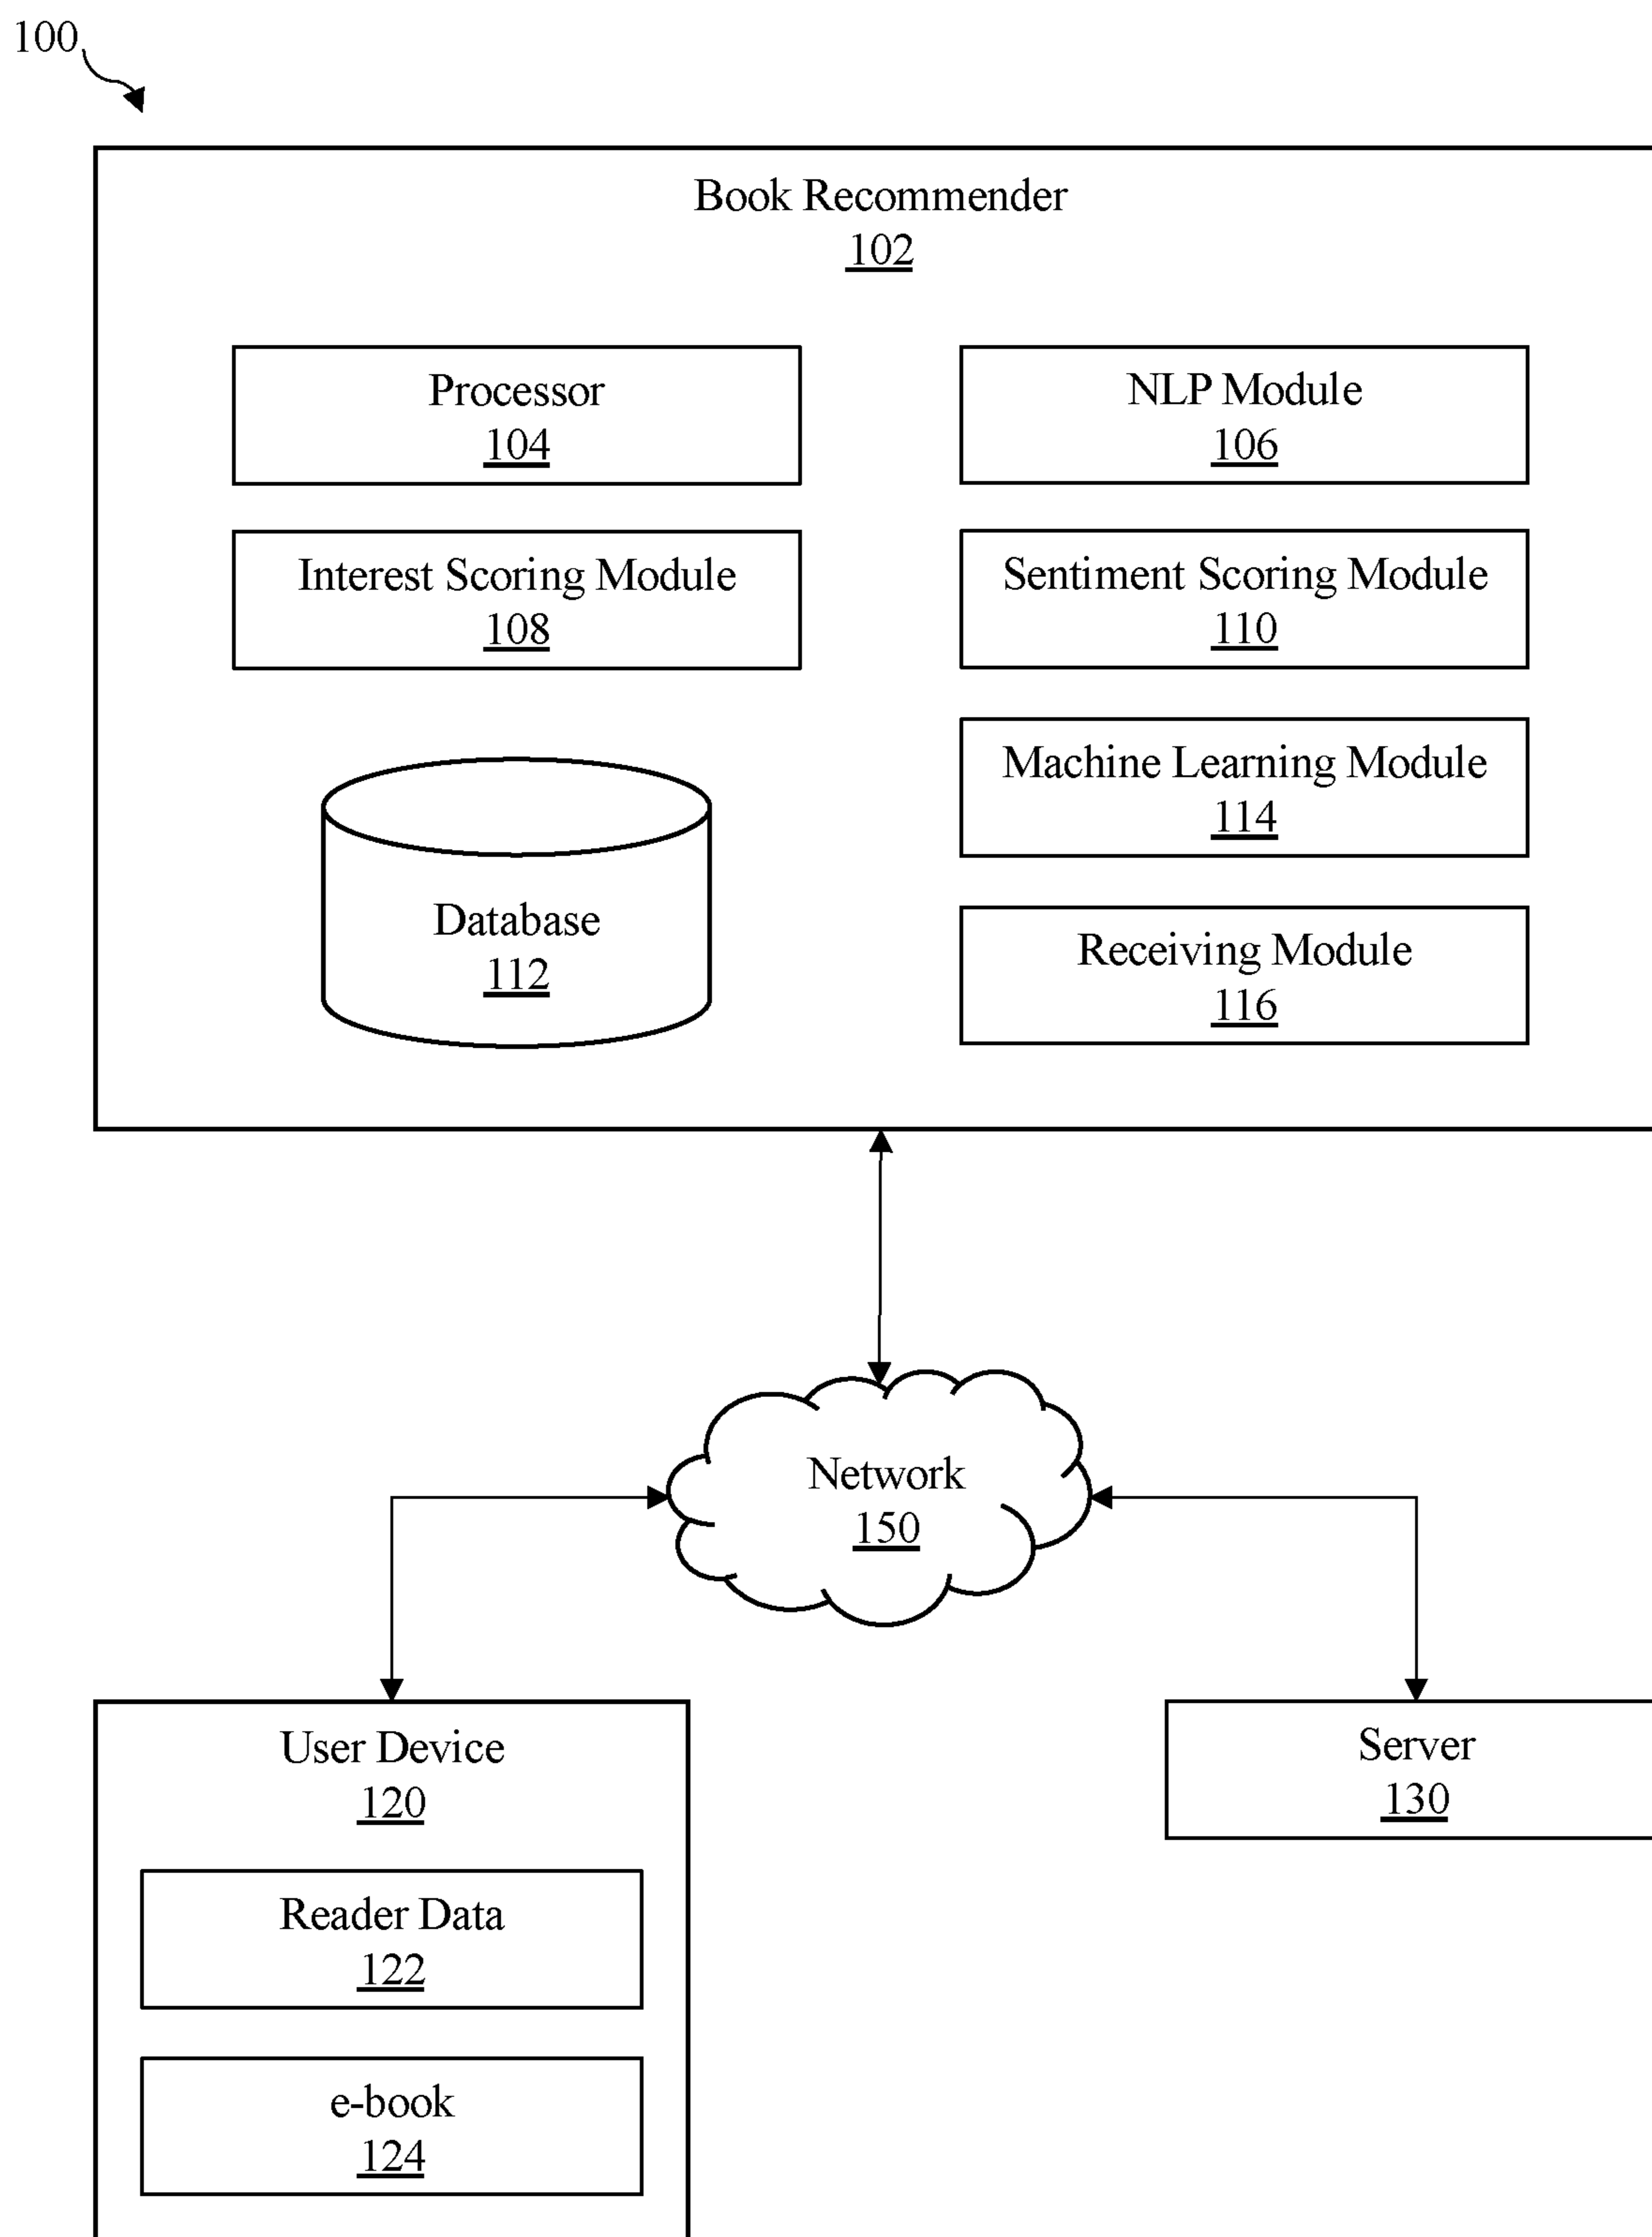 100
Book Recommender
102
Processor
104
NLP Module
106
Interest Scoring Module
108
Sentiment Scoring Module
110
Machine Learning Module
114
Database
112
Receiving Module
116
Network
150
User Device
120
Server
130
Reader Data
122
e-book
124